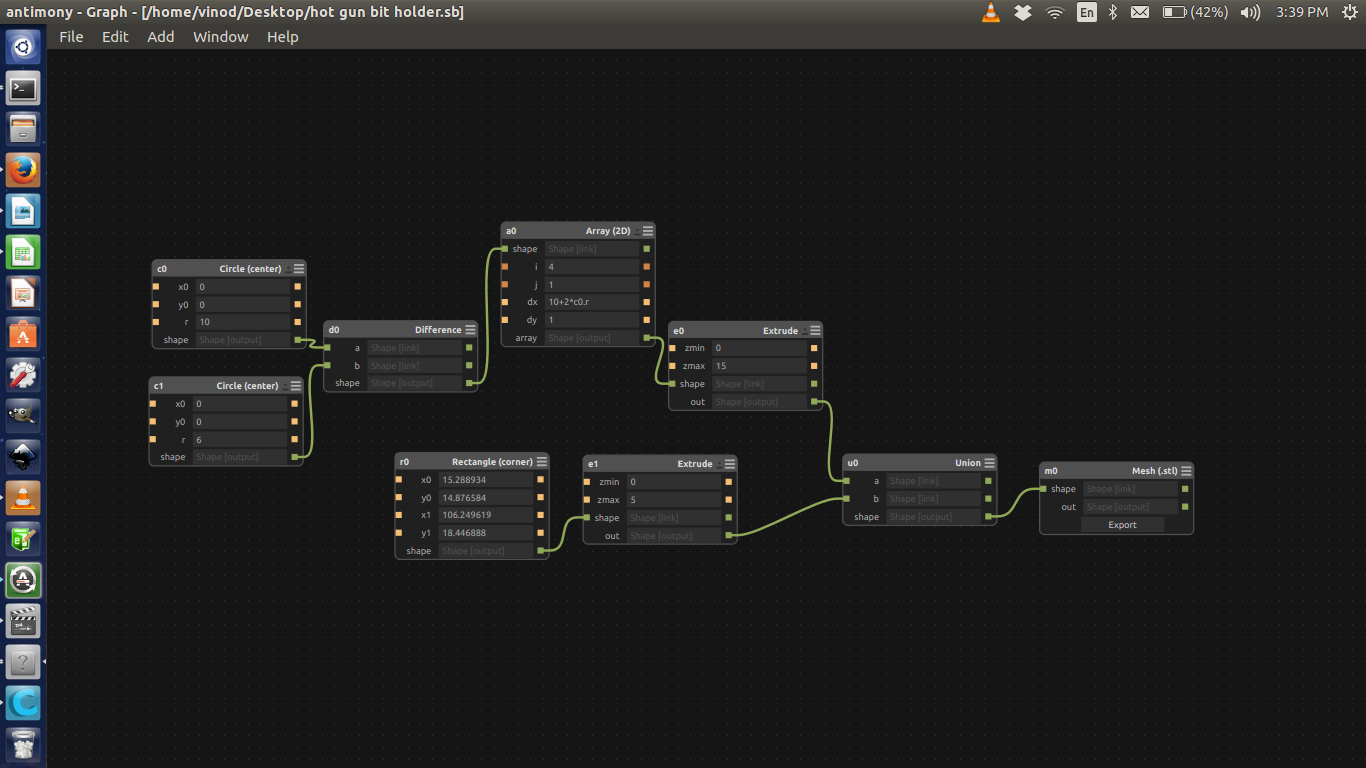 antimony - Graph - [/home/vinod/Desktop/hot gun bit holder.sb]
En
(42%)
3:39 PM
File Edit Add Window Help
c0 Circle (center)
x0 0
y0 0
r 10
shape Shape [output]
c1 Circle (center)
x0 0
y0 0
r 6
shape Shape [output]
d0 Difference
a Shape [link]
b Shape [link]
shape Shape [output]
a0 Array (2D)
shape Shape [link]
i 4
j 1
dx 10+2*c0.r
dy 1
array Shape [output]
e0 Extrude
zmin 0
zmax 15
shape Shape [link]
out Shape [output]
r0 Rectangle (corner)
x0 15.288934
y0 14.876584
x1 106.249619
y1 18.446888
shape Shape [output]
e1 Extrude
zmin 0
zmax 5
shape Shape [link]
out Shape [output]
u0 Union
a Shape [link]
b Shape [link]
shape Shape [output]
m0 Mesh (.stl)
shape Shape [link]
out Shape [output]
Export